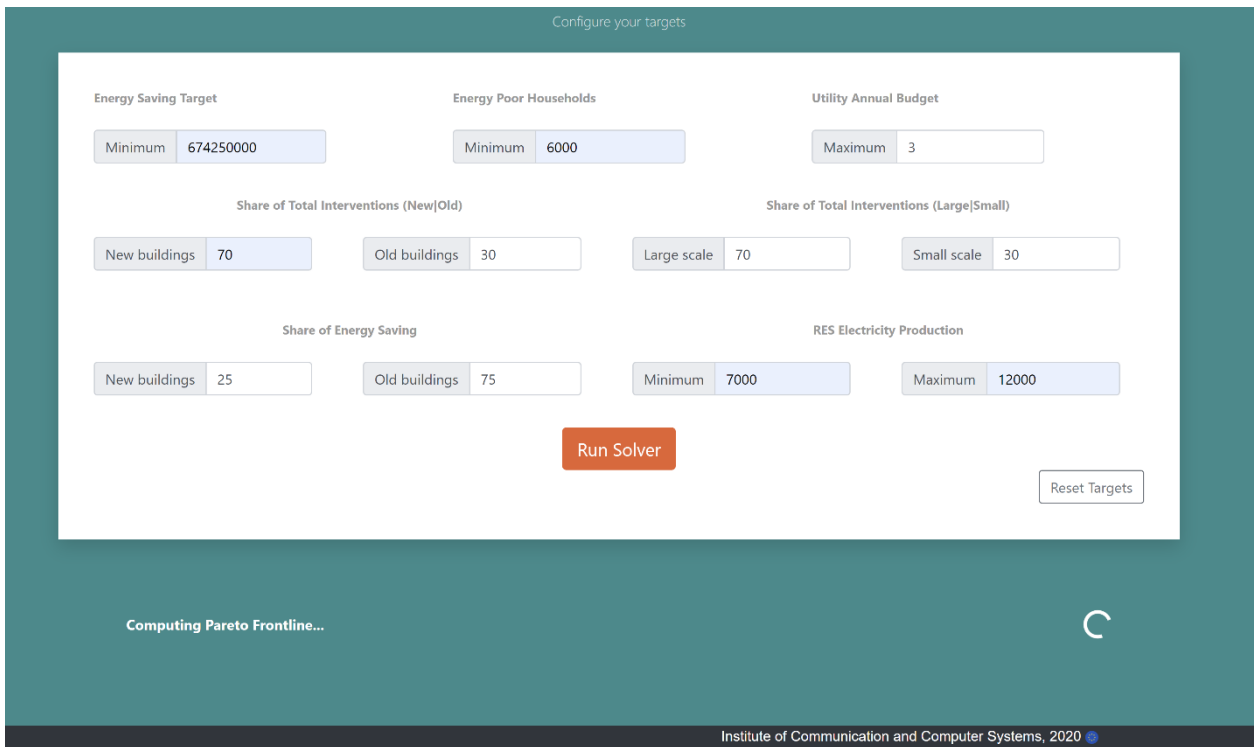 Configure your targets
Energy Saving Target Energy Poor Households Utility Annual Budget
Minimum 674250000 Minimum 6000 Maximum 3
Share of Total Interventions (New|Old) Share of Total Interventions (Large|Small)
New buildings 70 Old buildings 30 Large scale 70 Small scale 30
Share of Energy Saving RES Electricity Production
New buildings 25 Old buildings 75 Minimum 7000 Maximum 12000
Run Solver
Reset Targets
Computing Pareto Frontline...
Institute of Communication and Computer Systems, 2020